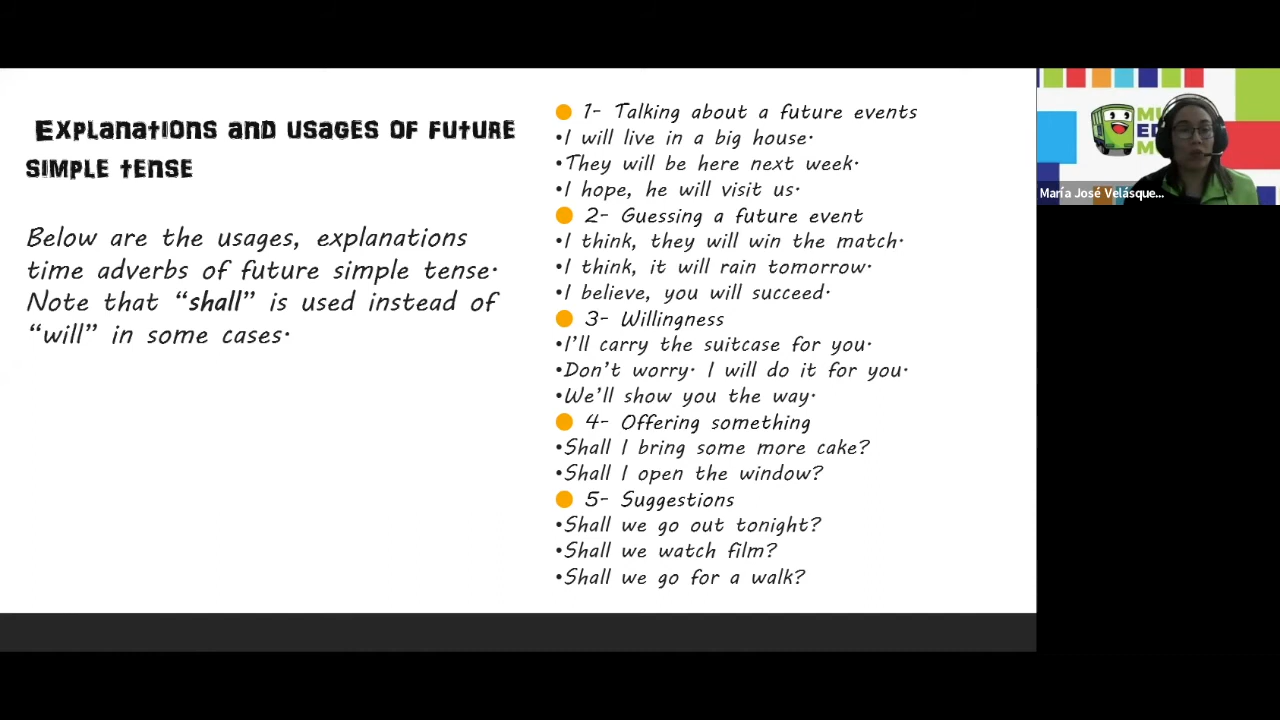 Explanations and usages of future
simple tense
Below are the usages, explanations
time adverbs of future simple tense.
Note that “shall” is used instead of
“will” in some cases.
1- Talking about a future events
•I will live in a big house.
•They will be here next week.
•I hope, he will visit us.
2- Guessing a future event
•I think, they will win the match.
•I think, it will rain tomorrow.
•I believe, you will succeed.
3- Willingness
•I’ll carry the suitcase for you.
•Don’t worry. I will do it for you.
•We’ll show you the way.
4- Offering something
•Shall I bring some more cake?
•Shall I open the window?
5- Suggestions
•Shall we go out tonight?
•Shall we watch film?
•Shall we go for a walk?
MU
ED
M
María José Velásque...